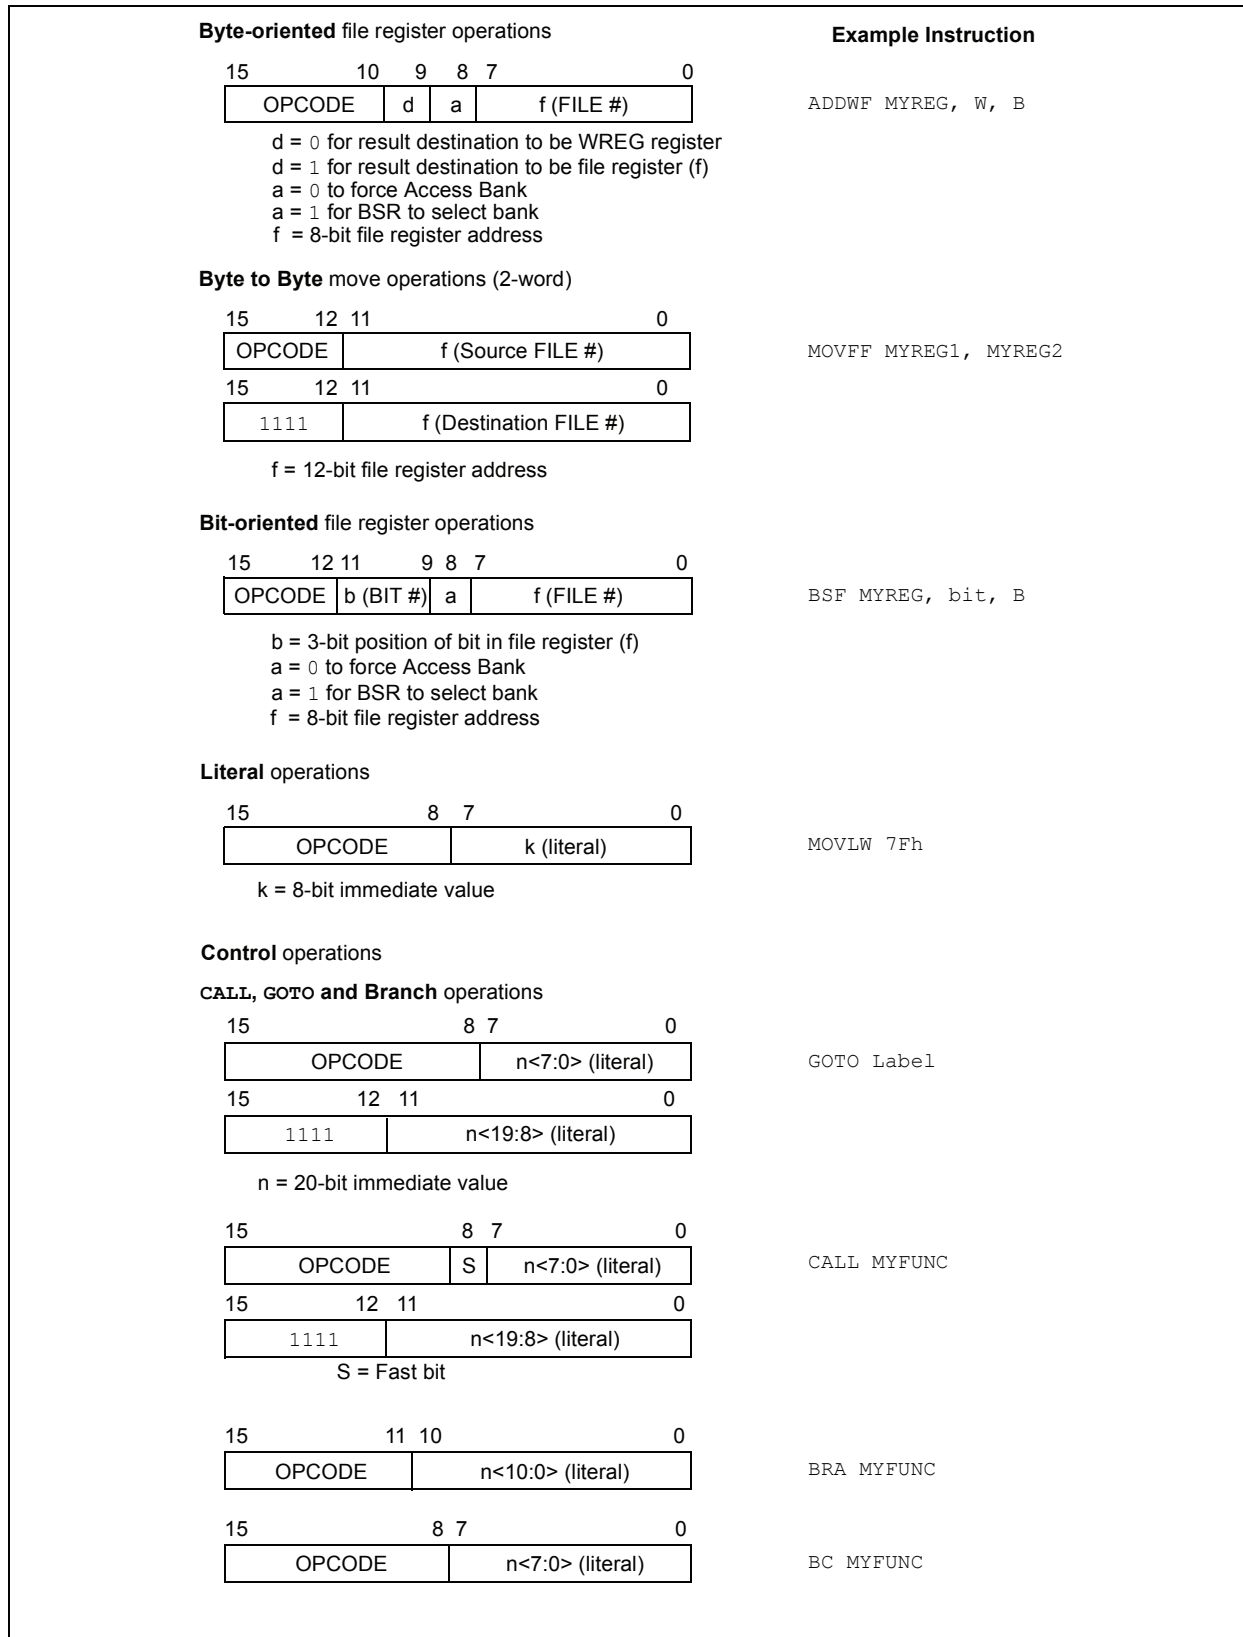 Byte-oriented file register operations
Example Instruction
15 10 9 8 7 0
OPCODE d a f (FILE #)
ADDWF MYREG, W, B
d = 0 for result destination to be WREG register
d = 1 for result destination to be file register (f)
a = 0 to force Access Bank
a = 1 for BSR to select bank
f = 8-bit file register address
Byte to Byte move operations (2-word)
15 12 11 0
OPCODE f (Source FILE #)
MOVFF MYREG1, MYREG2
15 12 11 0
1111 f (Destination FILE #)
f = 12-bit file register address
Bit-oriented file register operations
15 12 11 9 8 7 0
OPCODE b (BIT #) a f (FILE #)
BSF MYREG, bit, B
b = 3-bit position of bit in file register (f)
a = 0 to force Access Bank
a = 1 for BSR to select bank
f = 8-bit file register address
Literal operations
15 8 7 0
OPCODE k (literal)
MOVLW 7Fh
k = 8-bit immediate value
Control operations
CALL, GOTO and Branch operations
15 8 7 0
OPCODE n<7:0> (literal)
GOTO Label
15 12 11 0
1111 n<19:8> (literal)
n = 20-bit immediate value
15 8 7 0
OPCODE S n<7:0> (literal)
CALL MYFUNC
15 12 11 0
1111 n<19:8> (literal)
S = Fast bit
15 11 10 0
OPCODE n<10:0> (literal)
BRA MYFUNC
15 8 7 0
OPCODE n<7:0> (literal)
BC MYFUNC